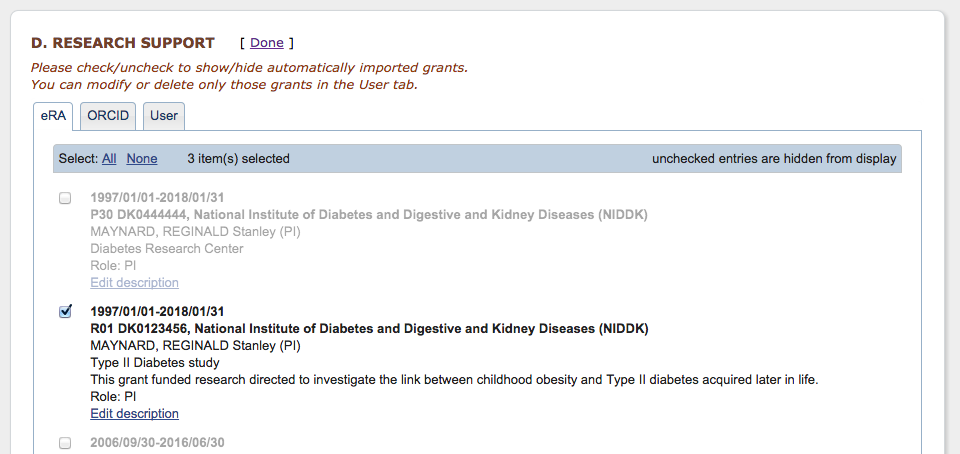 D. RESEARCH SUPPORT [ Done ]
Please check/uncheck to show/hide automatically imported grants.
You can modify or delete only those grants in the User tab.
eRA ORCID User
Select: All None 3 item(s) selected unchecked entries are hidden from display
1997/01/01-2018/01/31
P30 DK0444444, National Institute of Diabetes and Digestive and Kidney Diseases (NIDDK)
MAYNARD, REGINALD Stanley (PI)
Diabetes Research Center
Role: PI
Edit description
1997/01/01-2018/01/31
R01 DK0123456, National Institute of Diabetes and Digestive and Kidney Diseases (NIDDK)
MAYNARD, REGINALD Stanley (PI)
Type II Diabetes study
This grant funded research directed to investigate the link between childhood obesity and Type II diabetes acquired later in life.
Role: PI
Edit description
2006/09/30-2016/06/30